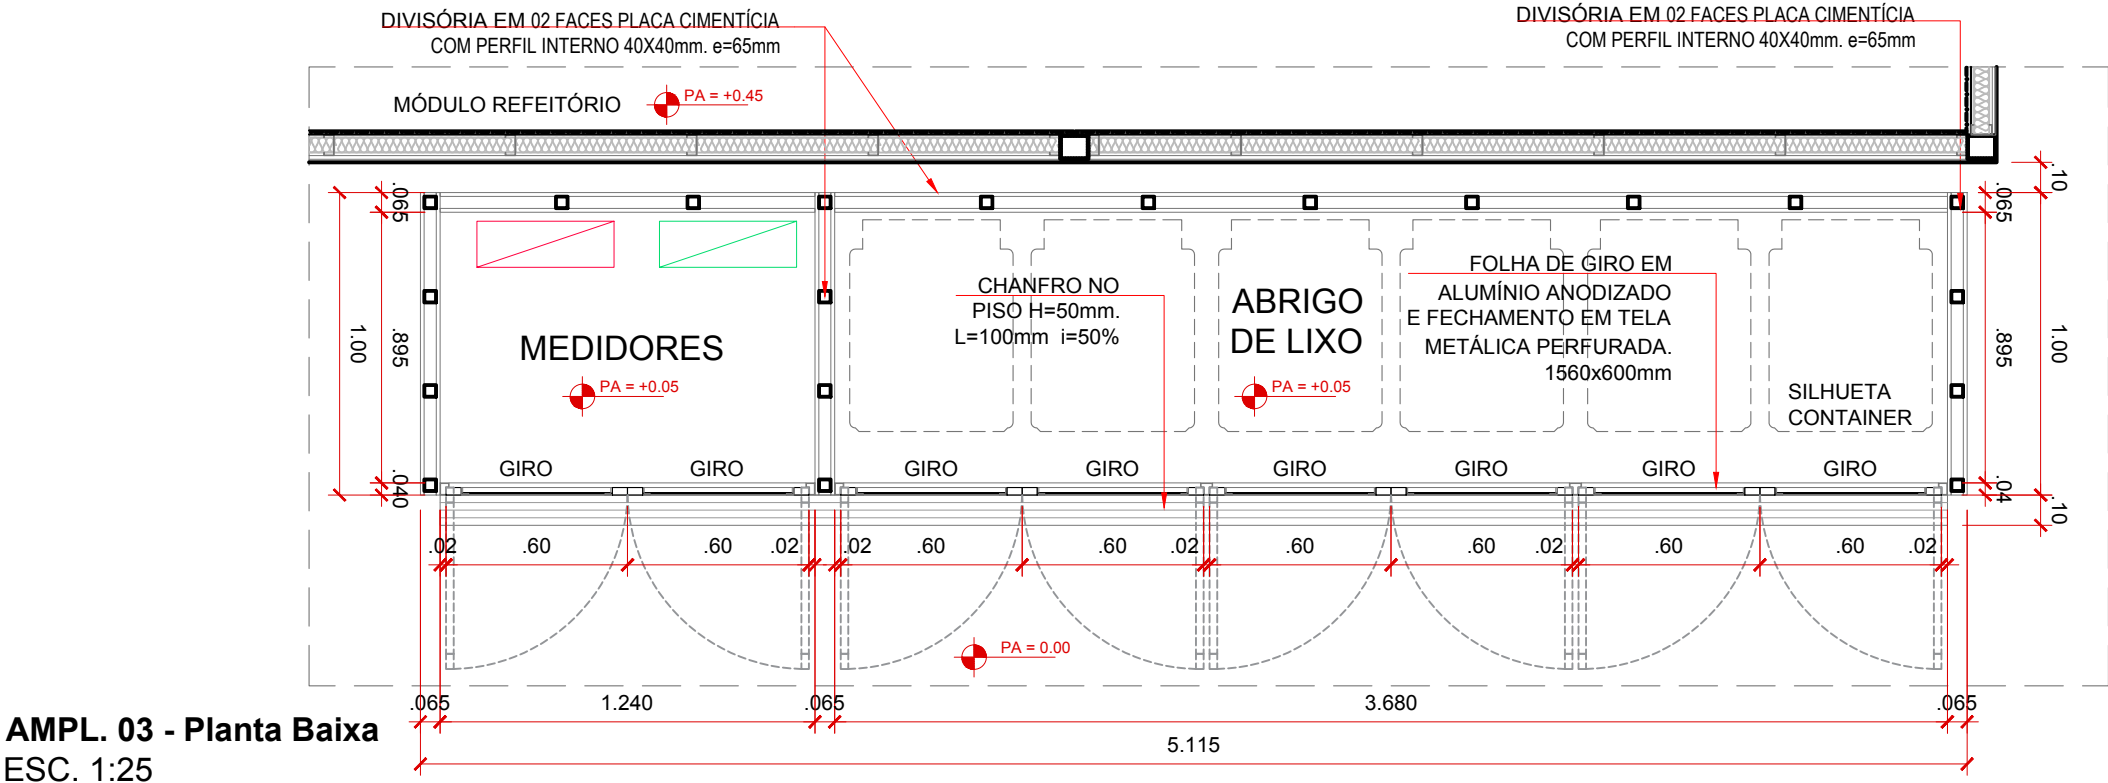 DIVISÓRIA EM 02 FACES PLACA CIMENTÍCIA
COM PERFIL INTERNO 40X40mm. e=65mm
DIVISÓRIA EM 02 FACES PLACA CIMENTÍCIA
COM PERFIL INTERNO 40X40mm. e=65mm
MÓDULO REFEITÓRIO
PA = +0.45
.10
.065
.065
1.00
.895
.040
MEDIDORES
PA = +0.05
CHANFRO NO
PISO H=50mm.
L=100mm i=50%
ABRIGO
DE LIXO
PA = +0.05
FOLHA DE GIRO EM
ALUMÍNIO ANODIZADO
E FECHAMENTO EM TELA
METÁLICA PERFURADA.
1560x600mm
SILHUETA
CONTAINER
.895
1.00
.04
.10
GIRO GIRO GIRO GIRO GIRO GIRO GIRO GIRO
.02 .60 .60 .02 .02 .60 .60 .02 .60 .60 .02 .60 .60 .02
PA = 0.00
.065 1.240 .065 3.680 .065
5.115
AMPL. 03 - Planta Baixa
ESC. 1:25